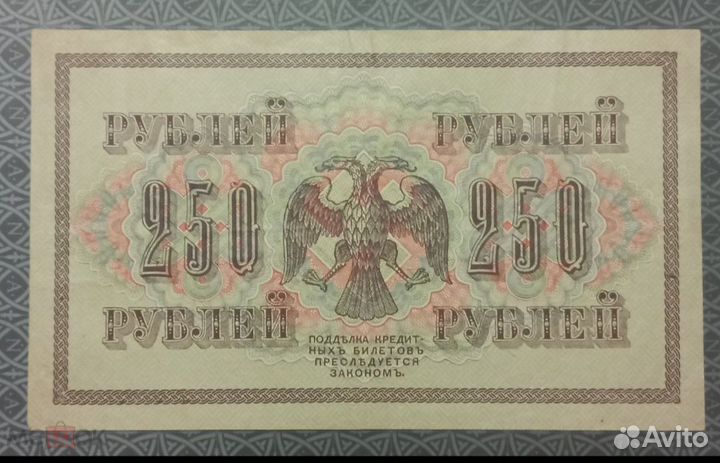 РУБЛЕЙ РУБЛЕЙ
250 250
РУБЛЕЙ РУБЛЕЙ
ПОДДѢЛКА КРЕДИТ-
НЫХЪ БИЛЕТОВЪ
ПРЕСЛѢДУЕТСЯ
ЗАКОНОМЪ.
Avito